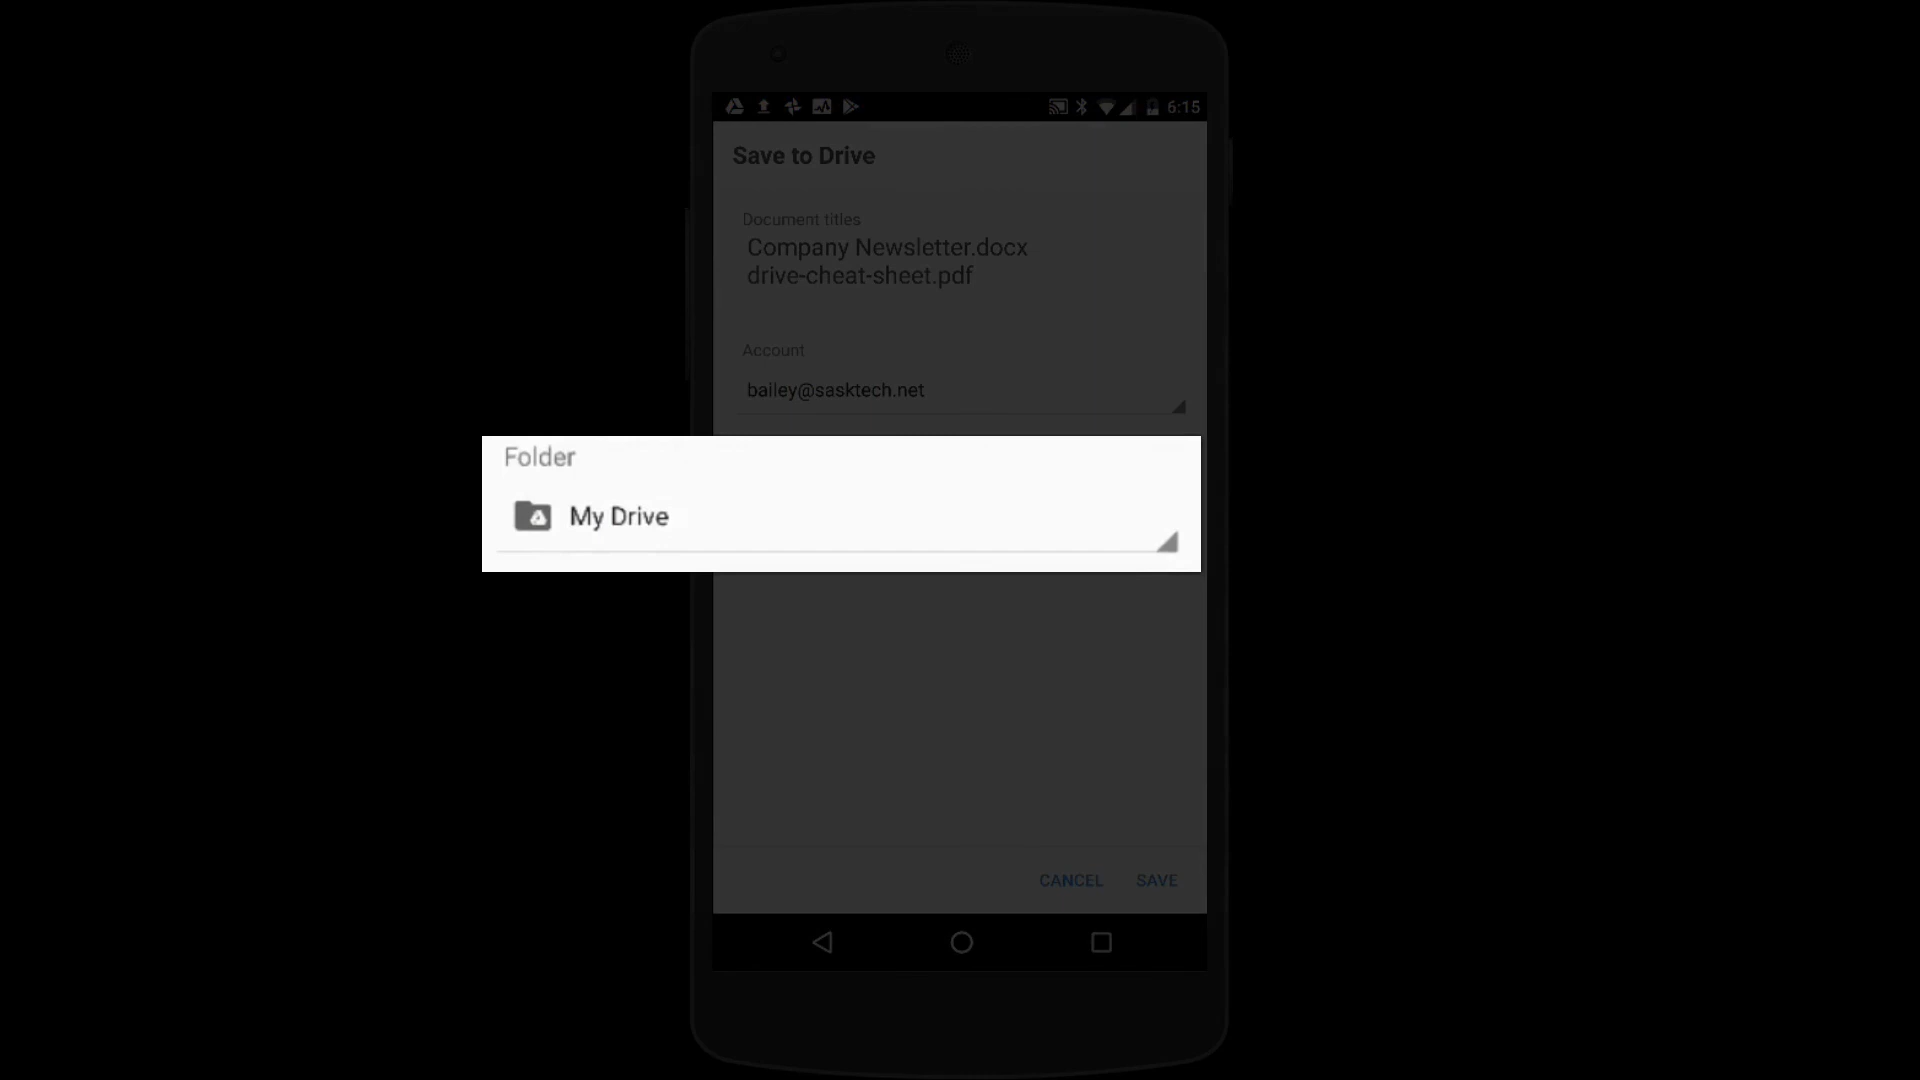 6:15
Save to Drive
Document titles
Company Newsletter.docx
drive-cheat-sheet.pdf
Account
bailey@sasktech.net
Folder
My Drive
CANCEL SAVE